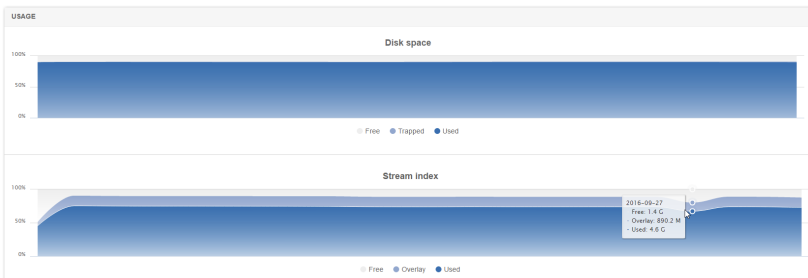 USAGE
Disk space
100%
50%
0%
Free Trapped Used
Stream index
100%
50%
0%
2016-09-27
Free: 1.4 G
- Overlay: 890.2 M
- Used: 4.6 G
Free Overlay Used